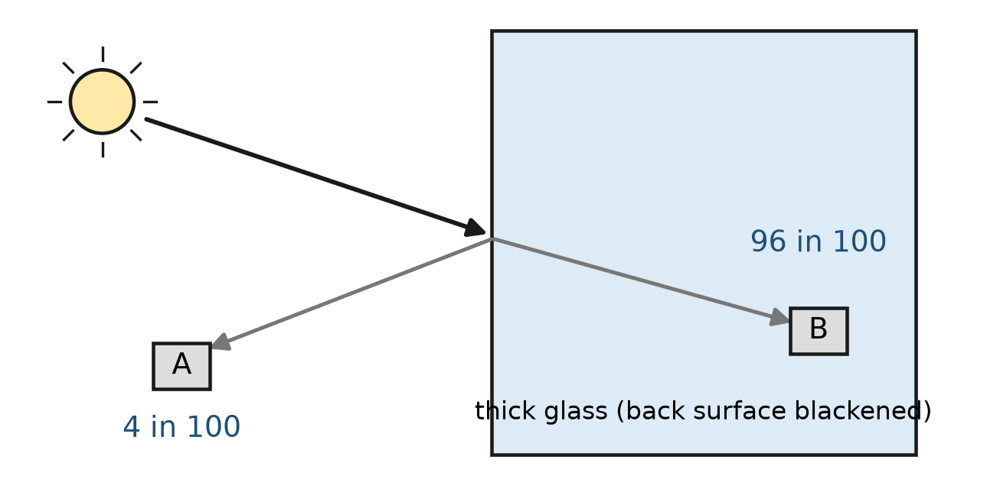 96 in 100
B
A
thick glass (back surface blackened)
4 in 100